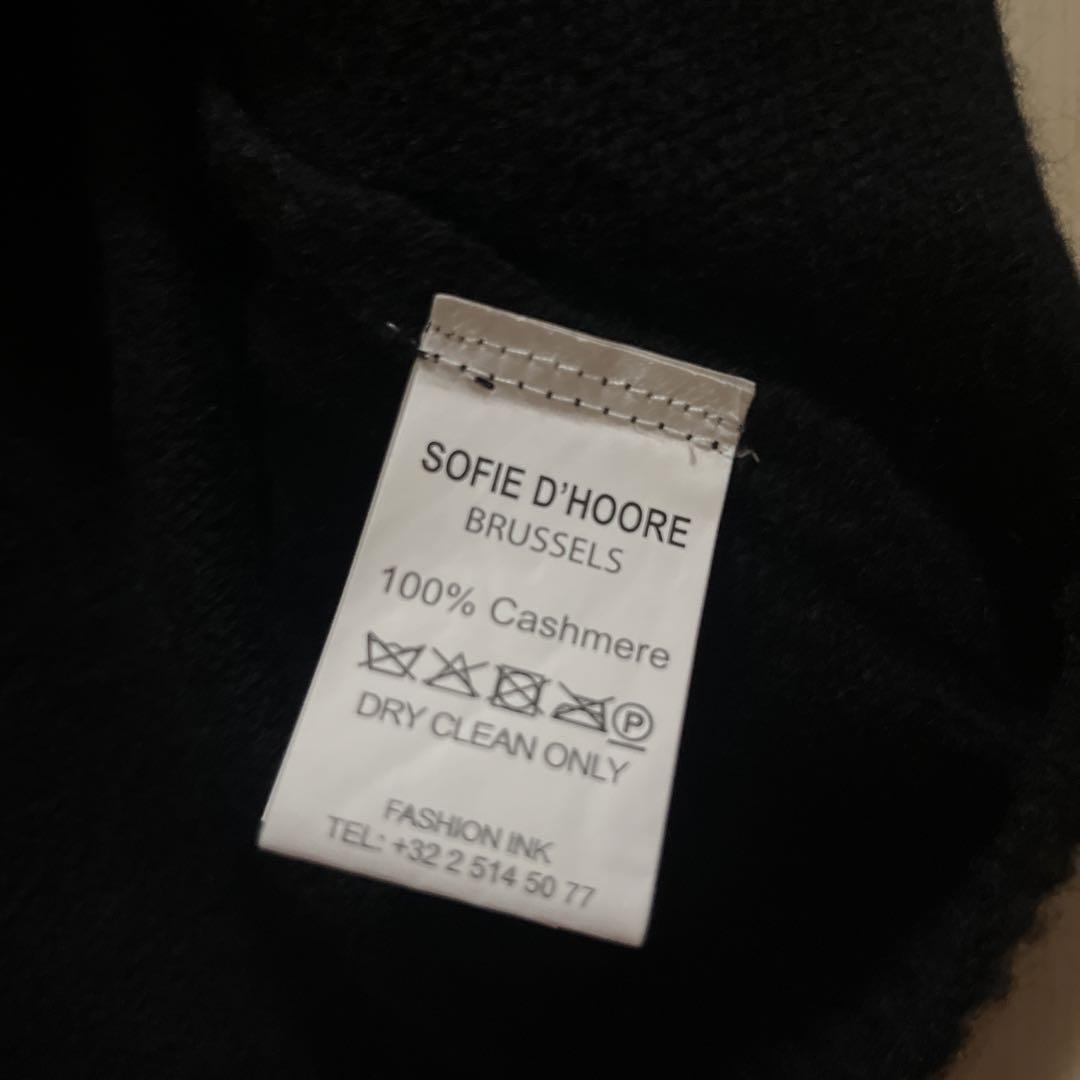 SOFIE D'HOORE
BRUSSELS
100% Cashmere
P
DRY CLEAN ONLY
FASHION INK
TEL: +32 2 514 50 77